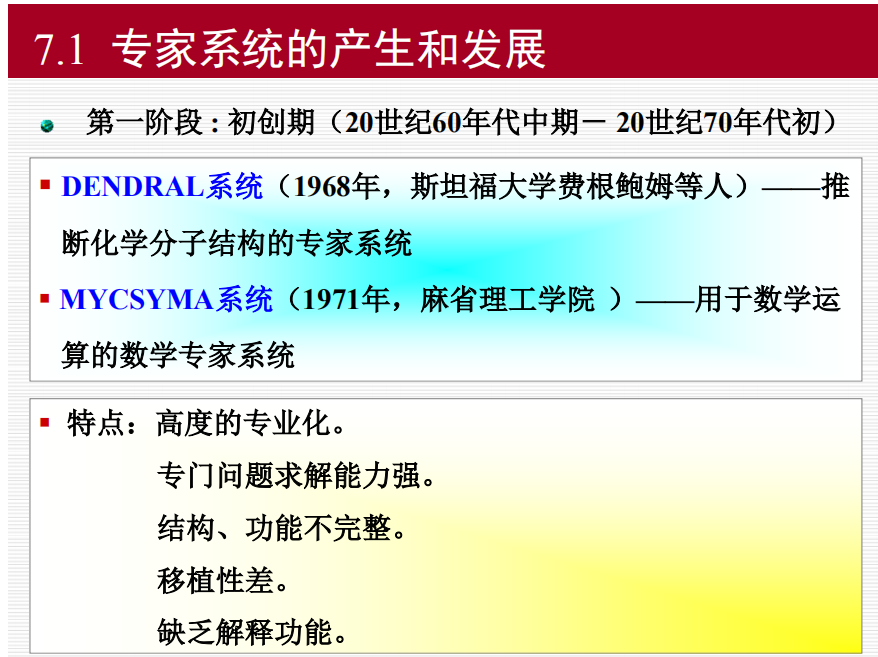 7.1 专家系统的产生和发展
第一阶段 : 初创期（20世纪60年代中期－ 20世纪70年代初）
DENDRAL系统（1968年，斯坦福大学费根鲍姆等人）——推
断化学分子结构的专家系统
MYCSYMA系统（1971年，麻省理工学院 ）——用于数学运
算的数学专家系统
特点：高度的专业化。
专门问题求解能力强。
结构、功能不完整。
移植性差。
缺乏解释功能。